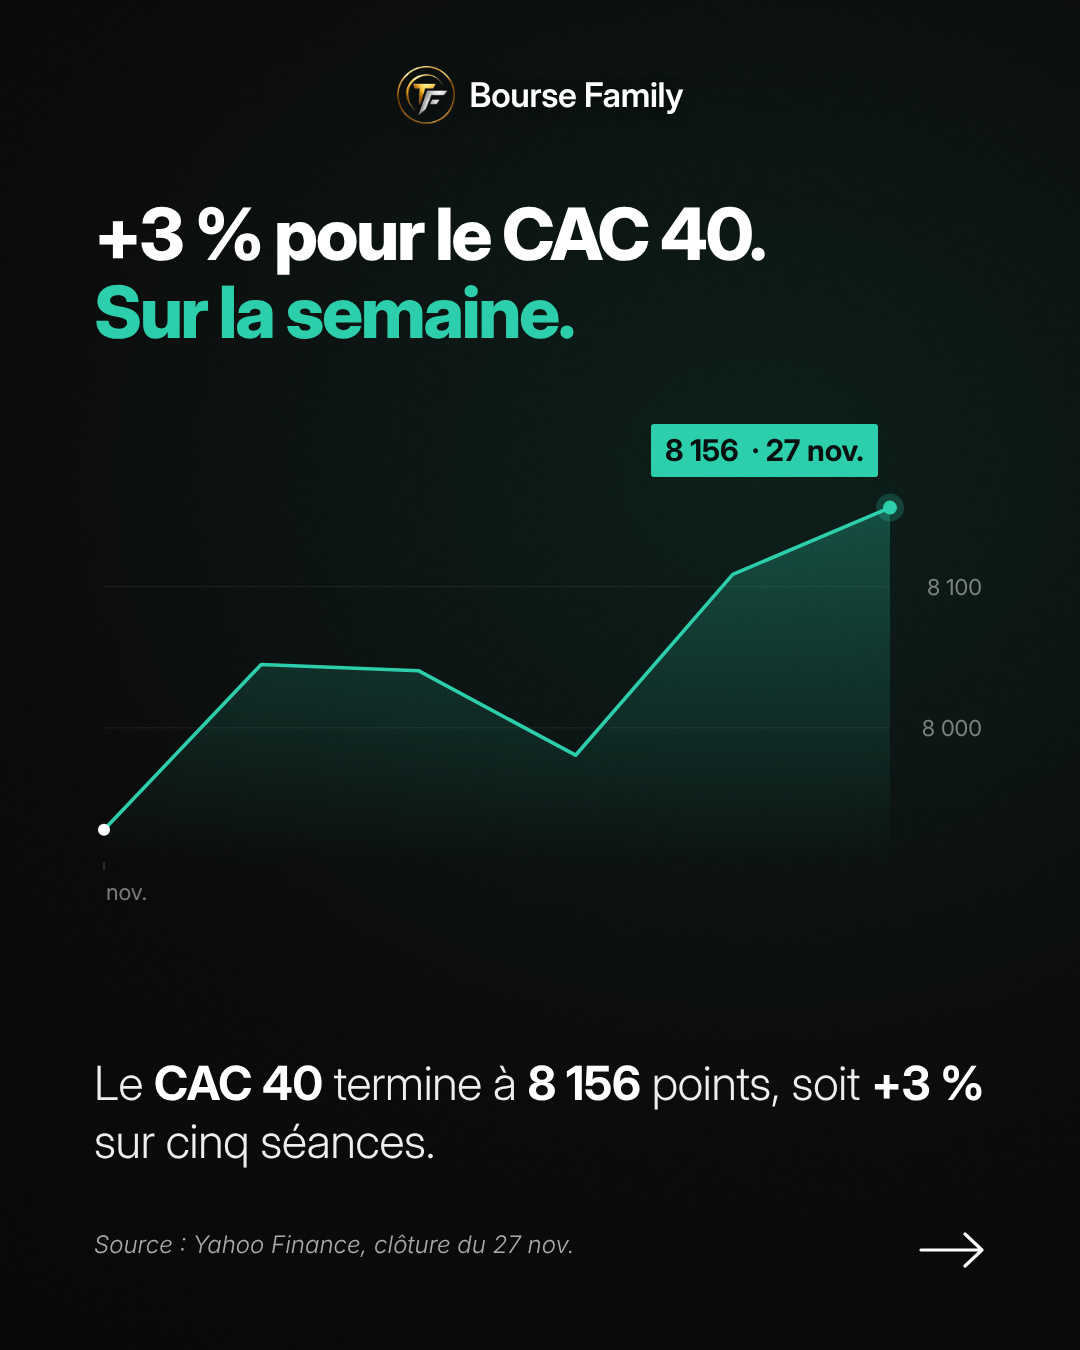 TF Bourse Family
+3 % pour le CAC 40.
Sur la semaine.
8 156 · 27 nov.
8 100
8 000
nov.
Le CAC 40 termine à 8 156 points, soit +3 %
sur cinq séances.
Source : Yahoo Finance, clôture du 27 nov.